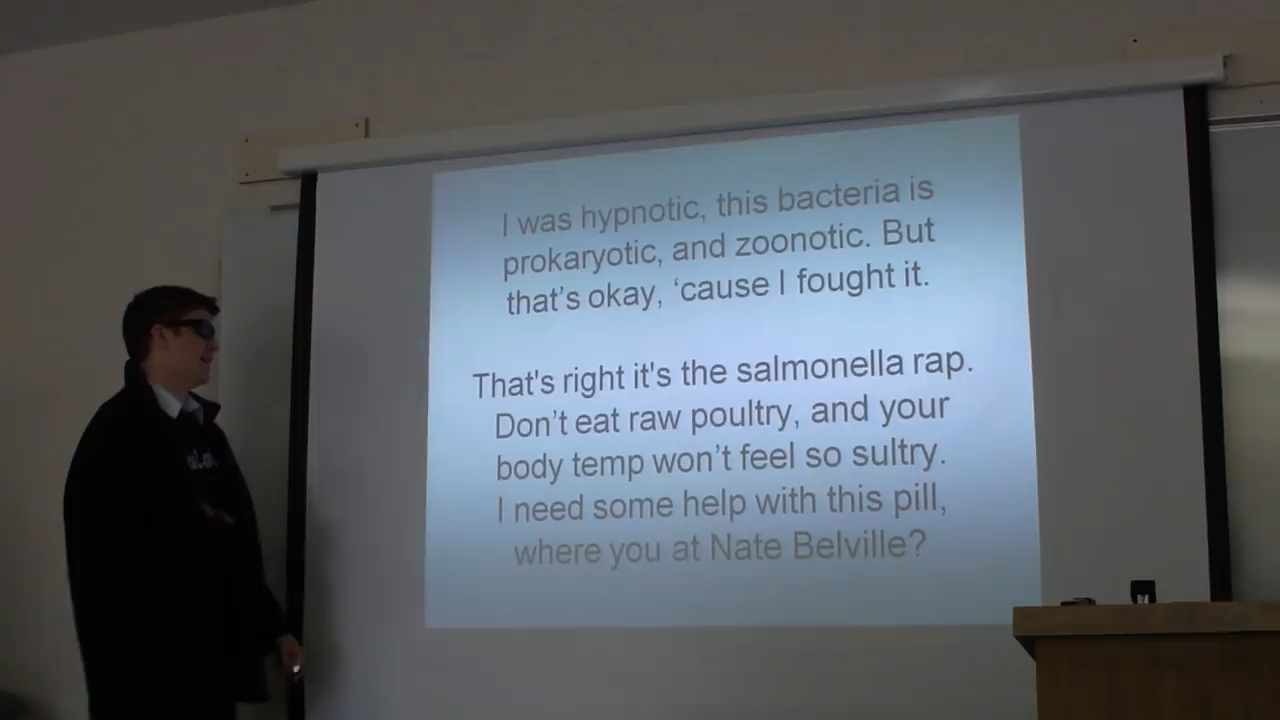 I was hypnotic, this bacteria is
prokaryotic, and zoonotic. But
that's okay, ‘cause I fought it.
That's right it's the salmonella rap.
Don’t eat raw poultry, and your
body temp won’t feel so sultry.
I need some help with this pill,
where you at Nate Belville?